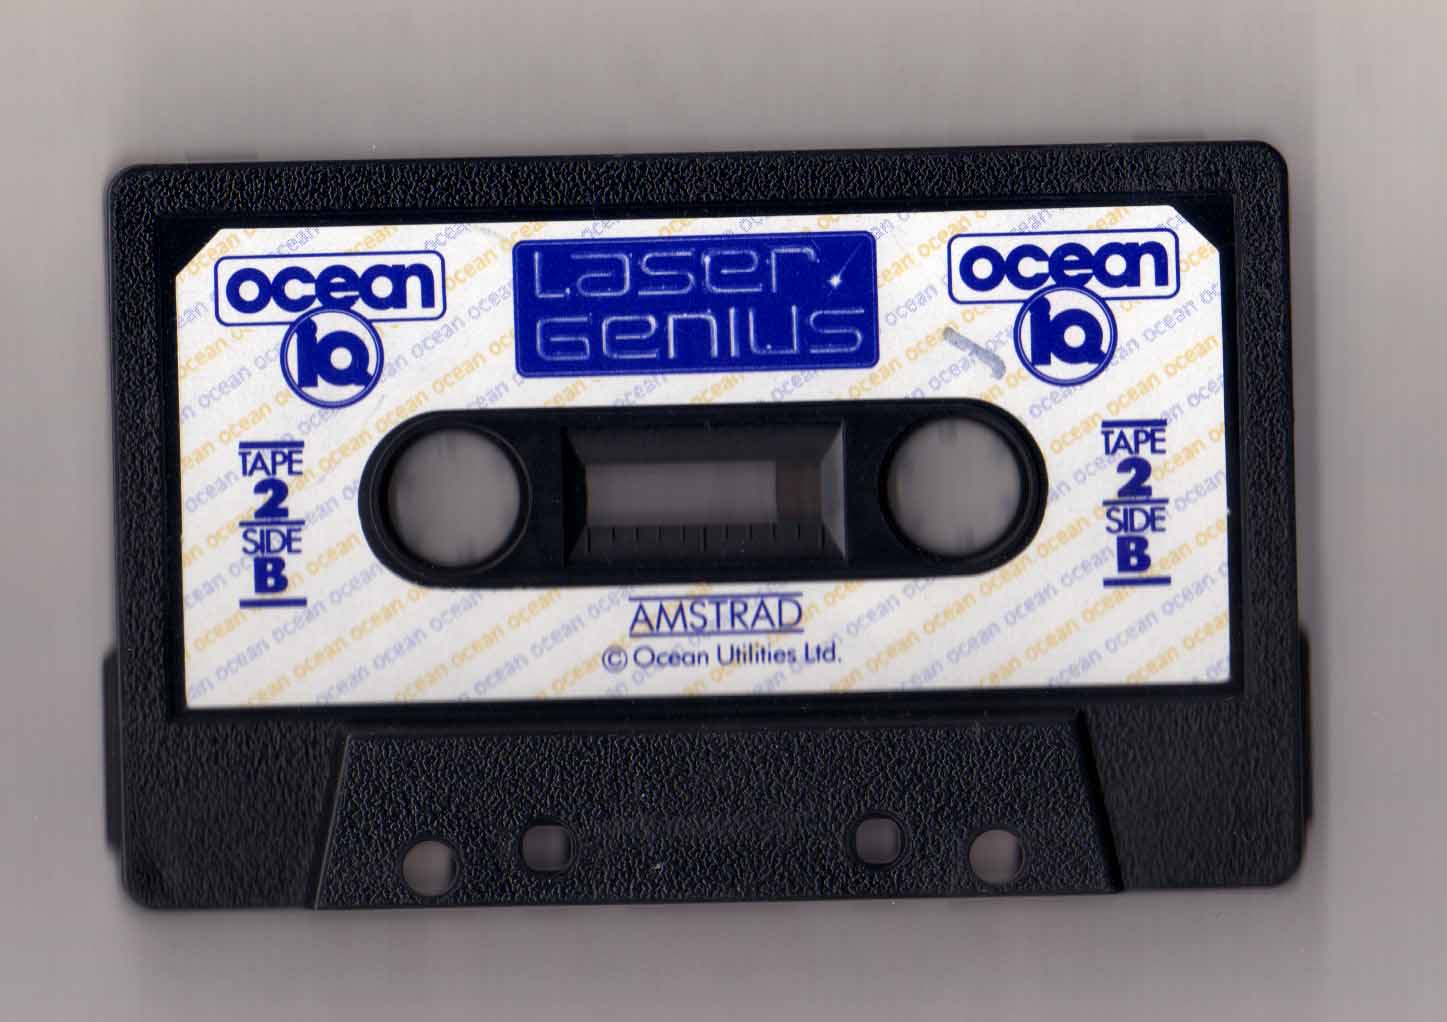 ocean
IQ
LASER
GENIUS
ocean
IQ
TAPE
2
SIDE
B
TAPE
2
SIDE
B
AMSTRAD
© Ocean Utilities Ltd.